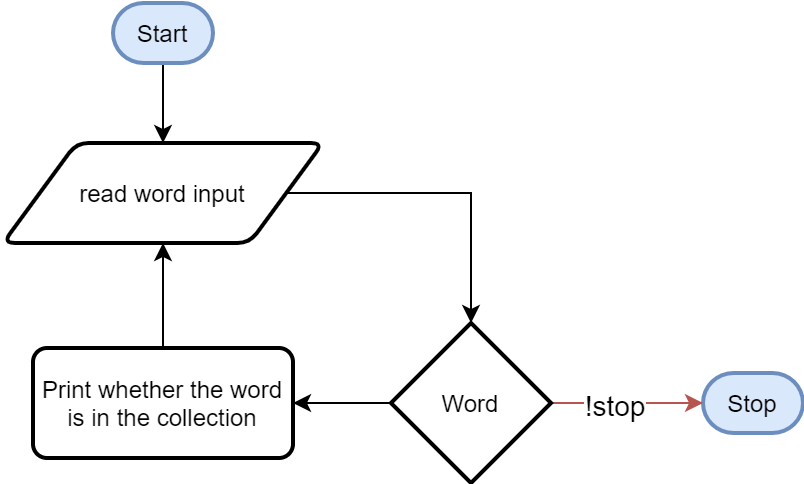 Start
read word input
Print whether the word
is in the collection
Word
!stop
Stop